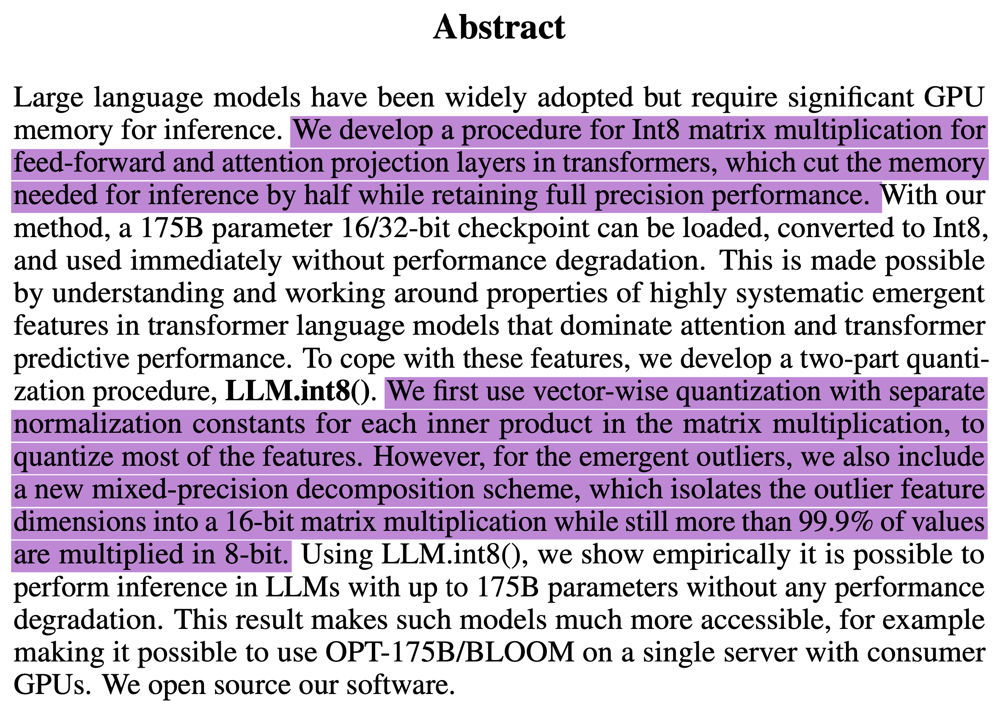 Abstract
Large language models have been widely adopted but require significant GPU
memory for inference. We develop a procedure for Int8 matrix multiplication for
feed-forward and attention projection layers in transformers, which cut the memory
needed for inference by half while retaining full precision performance. With our
method, a 175B parameter 16/32-bit checkpoint can be loaded, converted to Int8,
and used immediately without performance degradation. This is made possible
by understanding and working around properties of highly systematic emergent
features in transformer language models that dominate attention and transformer
predictive performance. To cope with these features, we develop a two-part quanti-
zation procedure, LLM.int8(). We first use vector-wise quantization with separate
normalization constants for each inner product in the matrix multiplication, to
quantize most of the features. However, for the emergent outliers, we also include
a new mixed-precision decomposition scheme, which isolates the outlier feature
dimensions into a 16-bit matrix multiplication while still more than 99.9% of values
are multiplied in 8-bit. Using LLM.int8(), we show empirically it is possible to
perform inference in LLMs with up to 175B parameters without any performance
degradation. This result makes such models much more accessible, for example
making it possible to use OPT-175B/BLOOM on a single server with consumer
GPUs. We open source our software.